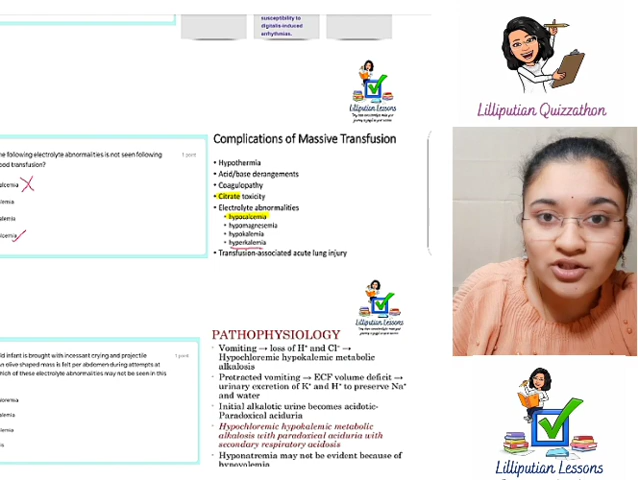 susceptibility to
digitalis-induced
arrhythmias.
Lilliputian Lessons
Lilliputian Quizzathon
he following electrolyte abnormalities is not seen following
1 point
od transfusion?
alcemia
lemia
alemia
Complications of Massive Transfusion
• Hypothermia
• Acid/base derangements
• Coagulopathy
• Citrate toxicity
• Electrolyte abnormalities
• hypocalcemia
• hypomagnesemia
• hypokalemia
• hyperkalemia
• Transfusion-associated acute lung injury
Lilliputian Lessons
ld infant is brought with incessant crying and projectile
1 point
n olive shaped mass is felt per abdomen during attempts at
hich of these electrolyte abnormalities may not be seen in this
PATHOPHYSIOLOGY
Vomiting → loss of H⁺ and Cl⁻ →
Hypochloremic hypokalemic metabolic
alkalosis
Protracted vomiting → ECF volume deficit →
urinary excretion of K⁺ and H⁺ to preserve Na⁺
and water
Initial alkalotic urine becomes acidotic-
Paradoxical aciduria
Hypochloremic hypokalemic metabolic
alkalosis with paradoxical aciduria with
secondary respiratory acidosis
Hyponatremia may not be evident because of
hypovolemia
Lilliputian Lessons